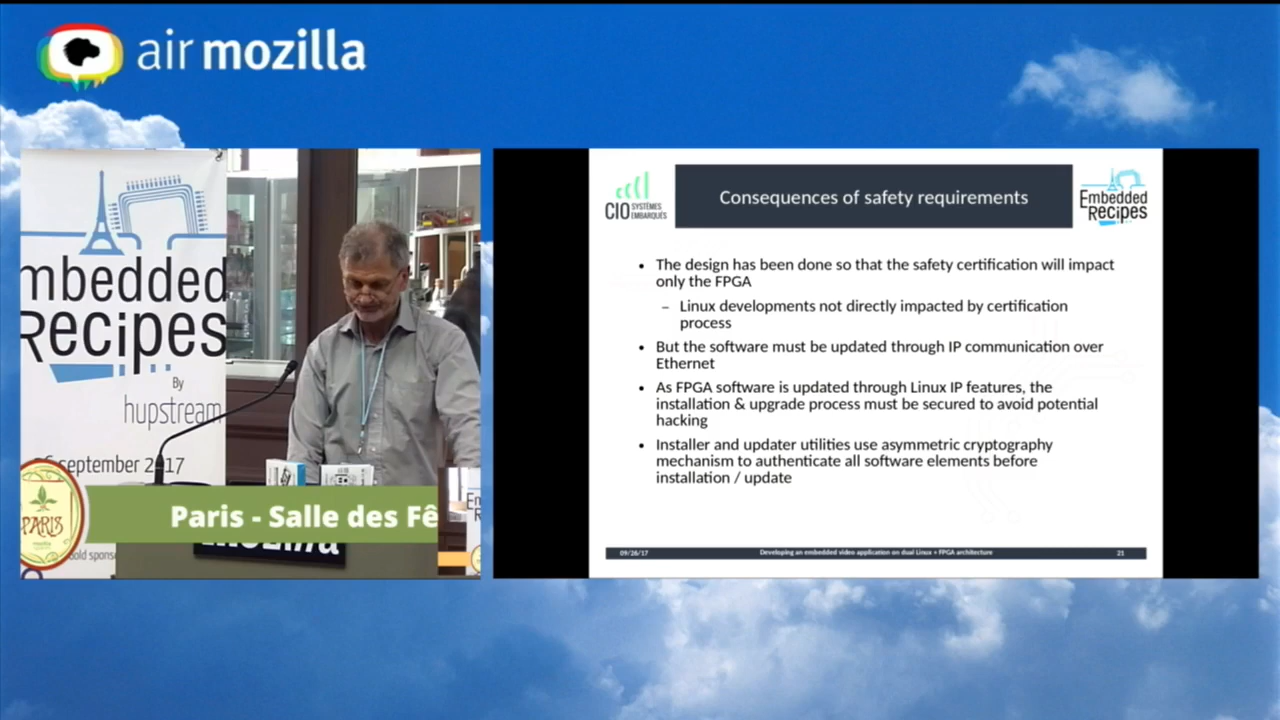 air mozilla
mbedded
Recipes
By
hupstream
september 2017
PARIS
Paris - Salle des Fê
old spons
CIO SYSTÈMES
EMBARQUÉS
Consequences of safety requirements
Embedded
Recipes
• The design has been done so that the safety certification will impact
only the FPGA
– Linux developments not directly impacted by certification
process
• But the software must be updated through IP communication over
Ethernet
• As FPGA software is updated through Linux IP features, the
installation & upgrade process must be secured to avoid potential
hacking
• Installer and updater utilities use asymmetric cryptography
mechanism to authenticate all software elements before
installation / update
09/26/17
Developing an embedded video application on dual Linux + FPGA architecture
21